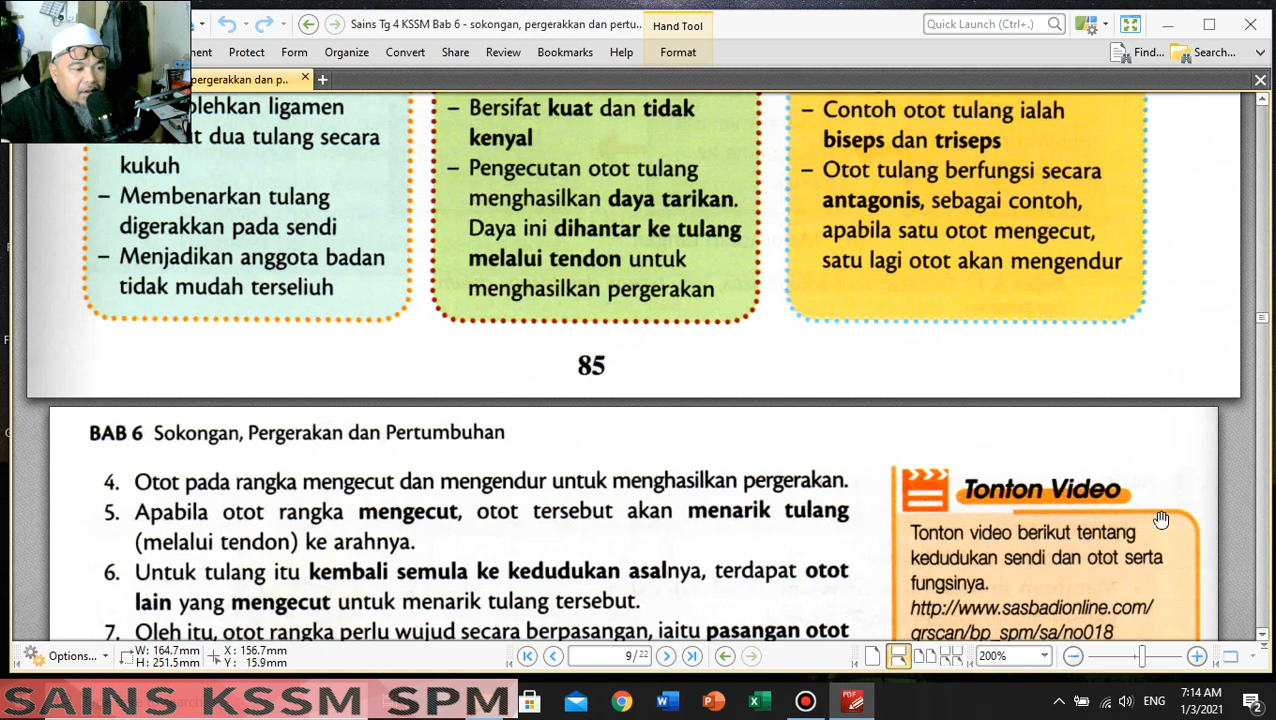 Sains Tg 4 KSSM Bab 6 - sokongan, pergerakkan dan pertu..
Hand Tool
Quick Launch (Ctrl+.)
Protect Form Organize Convert Share Review Bookmarks Help Format
Find... Search...
pergerakkan dan p..
ligamen
dua tulang secara
kukuh
– Membenarkan tulang
digerakkan pada sendi
– Menjadikan anggota badan
tidak mudah terseliuh
– Bersifat kuat dan tidak
kenyal
– Pengecutan otot tulang
menghasilkan daya tarikan.
Daya ini dihantar ke tulang
melalui tendon untuk
menghasilkan pergerakan
– Contoh otot tulang ialah
biseps dan triseps
– Otot tulang berfungsi secara
antagonis, sebagai contoh,
apabila satu otot mengecut,
satu lagi otot akan mengendur
85
BAB 6 Sokongan, Pergerakan dan Pertumbuhan
4. Otot pada rangka mengecut dan mengendur untuk menghasilkan pergerakan.
5. Apabila otot rangka mengecut, otot tersebut akan menarik tulang
(melalui tendon) ke arahnya.
6. Untuk tulang itu kembali semula ke kedudukan asalnya, terdapat otot
lain yang mengecut untuk menarik tulang tersebut.
7. Oleh itu, otot rangka perlu wujud secara berpasangan, iaitu pasangan otot
Tonton Video
Tonton video berikut tentang
kedudukan sendi dan otot serta
fungsinya.
http://www.sasbadionline.com/
qrscan/bp_spm/sa/no018
Options...
W: 164.7mm
H: 251.5mm
X: 156.7mm
Y: 15.9mm
9 /22
200%
SAINS KSSM SPM
ENG
7:14 AM
1/3/2021
2